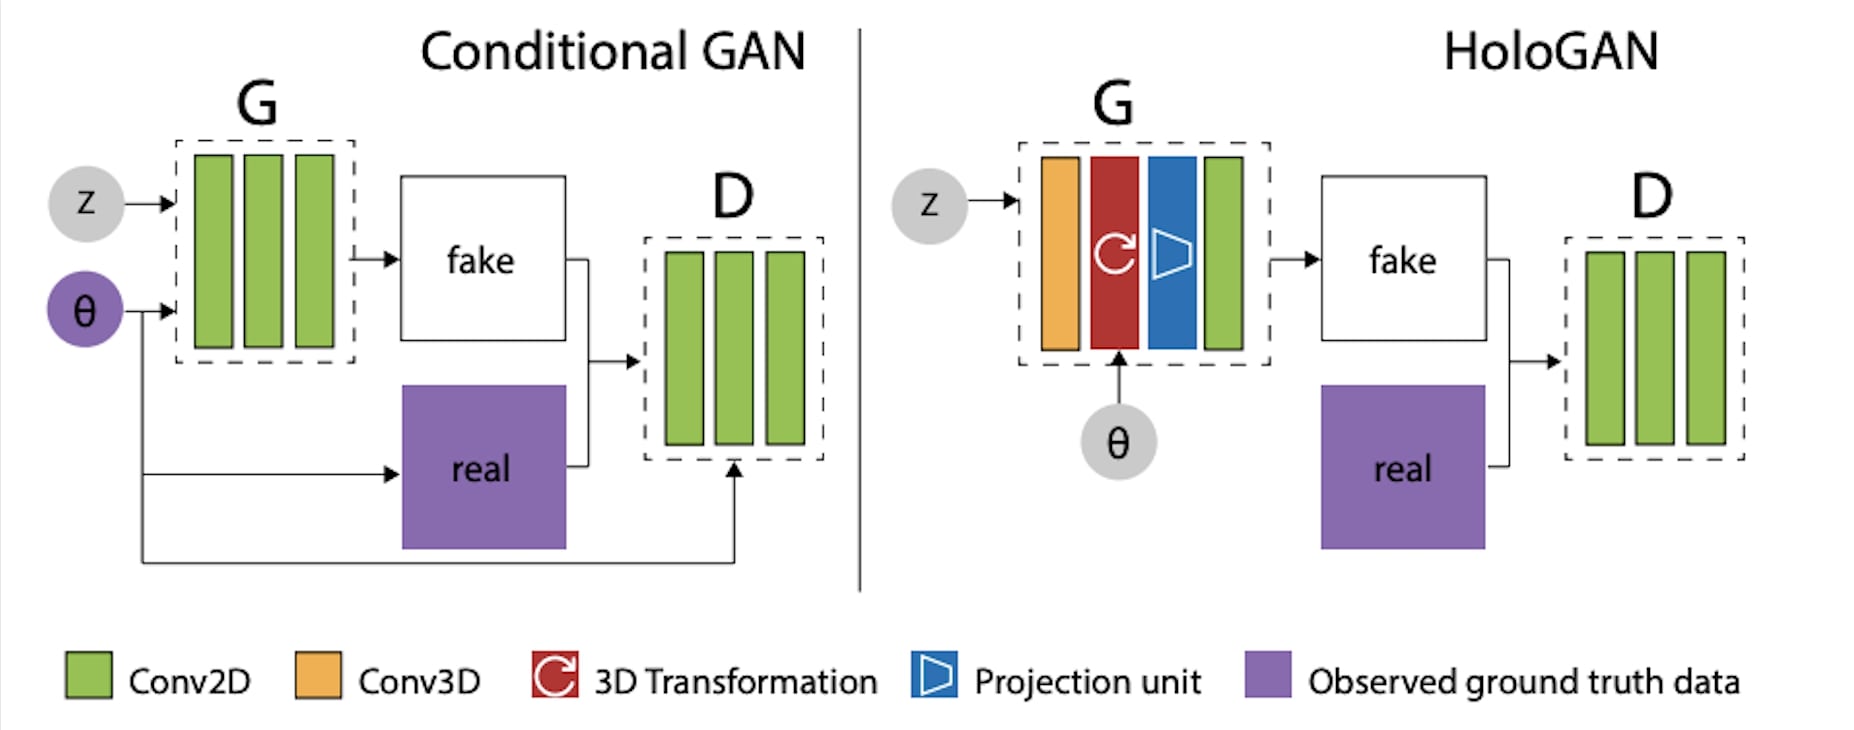 Conditional GAN
G
z
θ
fake
real
D
HoloGAN
G
z
θ
fake
real
D
Conv2D
Conv3D
3D Transformation
Projection unit
Observed ground truth data